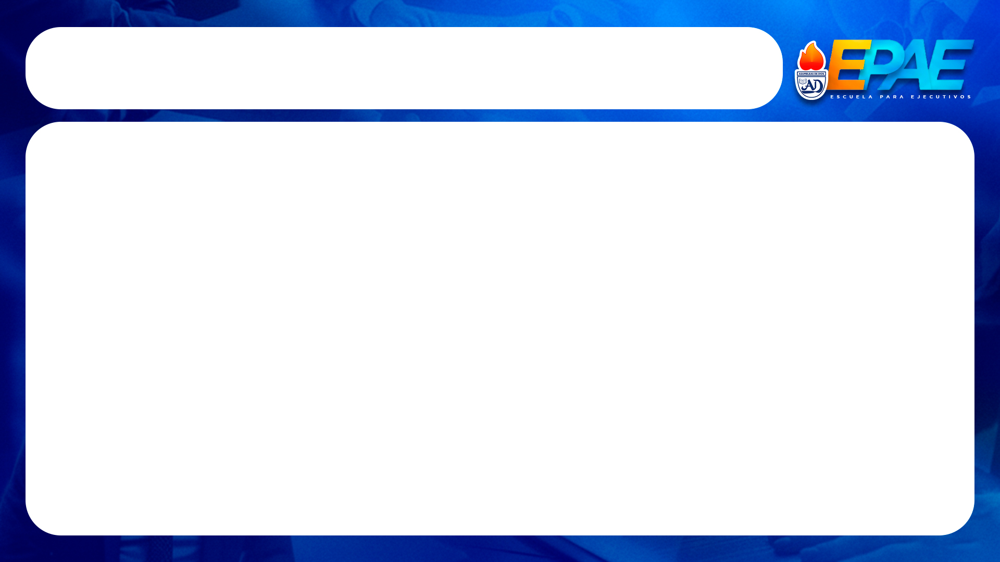 EPAE
ASAMBLEAS DE DIOS
AD
ESCUELA PARA EJECUTIVOS